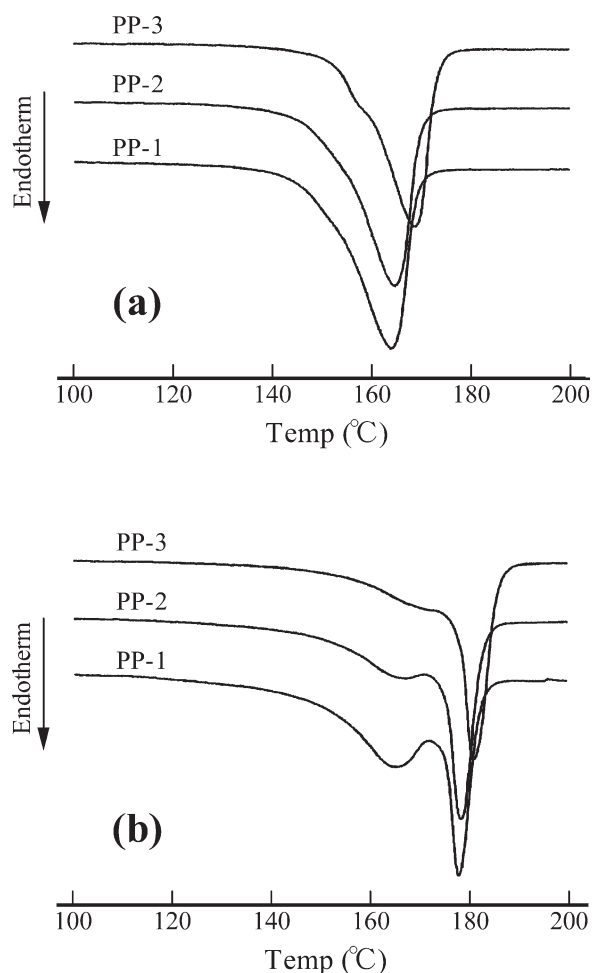 PP-3
PP-2
PP-1
Endotherm
(a)
100 120 140 160 180 200
Temp (℃)
PP-3
PP-2
PP-1
Endotherm
(b)
100 120 140 160 180 200
Temp (℃)